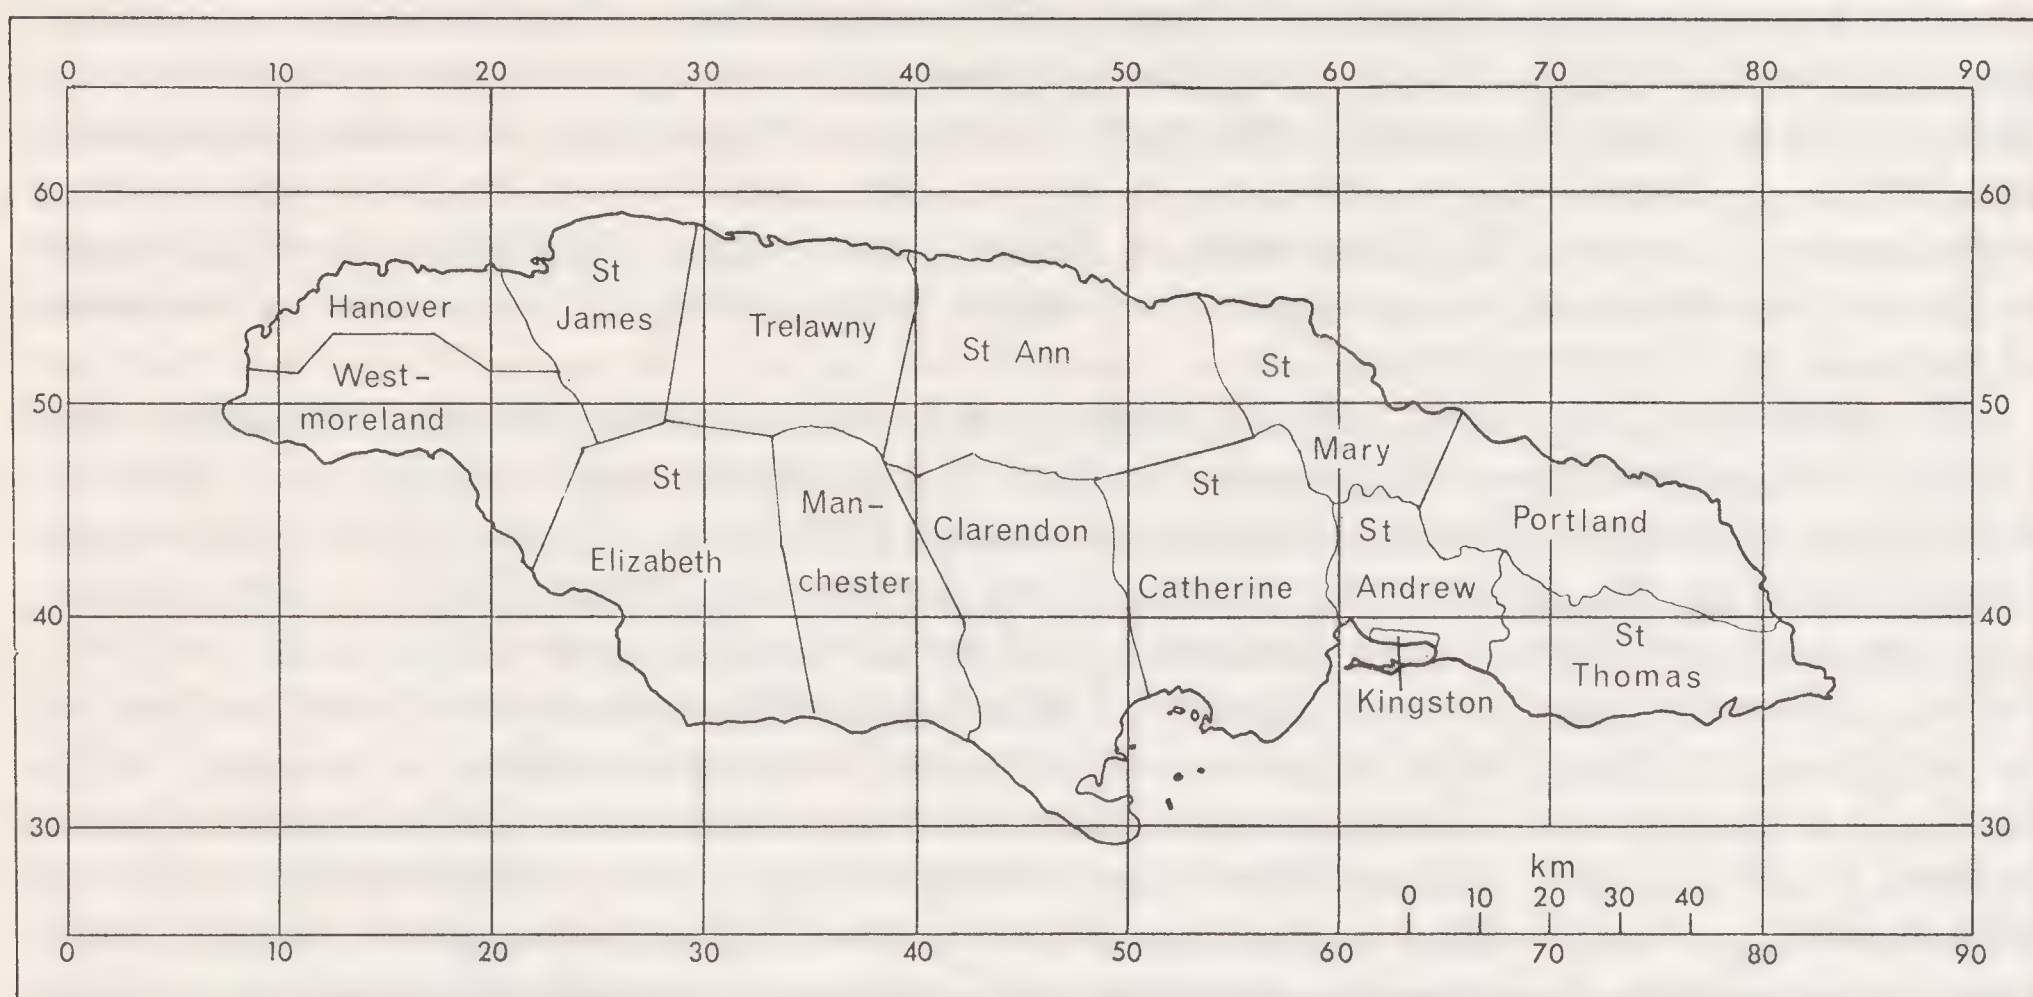 0 10 20 30 40 50 60 70 80 90
60 60
St
Hanover
James
Trelawny
St Ann
St
West-
50 50
moreland
Mary
St
St
Man-
Portland
Clarendon
St
Elizabeth
chester
Catherine
Andrew
40 40
St
Thomas
Kingston
30 30
km
0 10 20 30 40
0 10 20 30 40 50 60 70 80 90